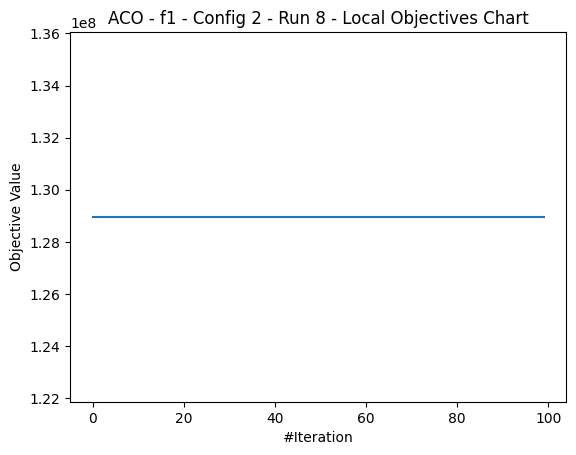 ACO - f1 - Config 2 - Run 8 - Local Objectives Chart
1e8
1.36
1.34
1.32
1.30
1.28
1.26
1.24
1.22
Objective Value
0 20 40 60 80 100
#Iteration